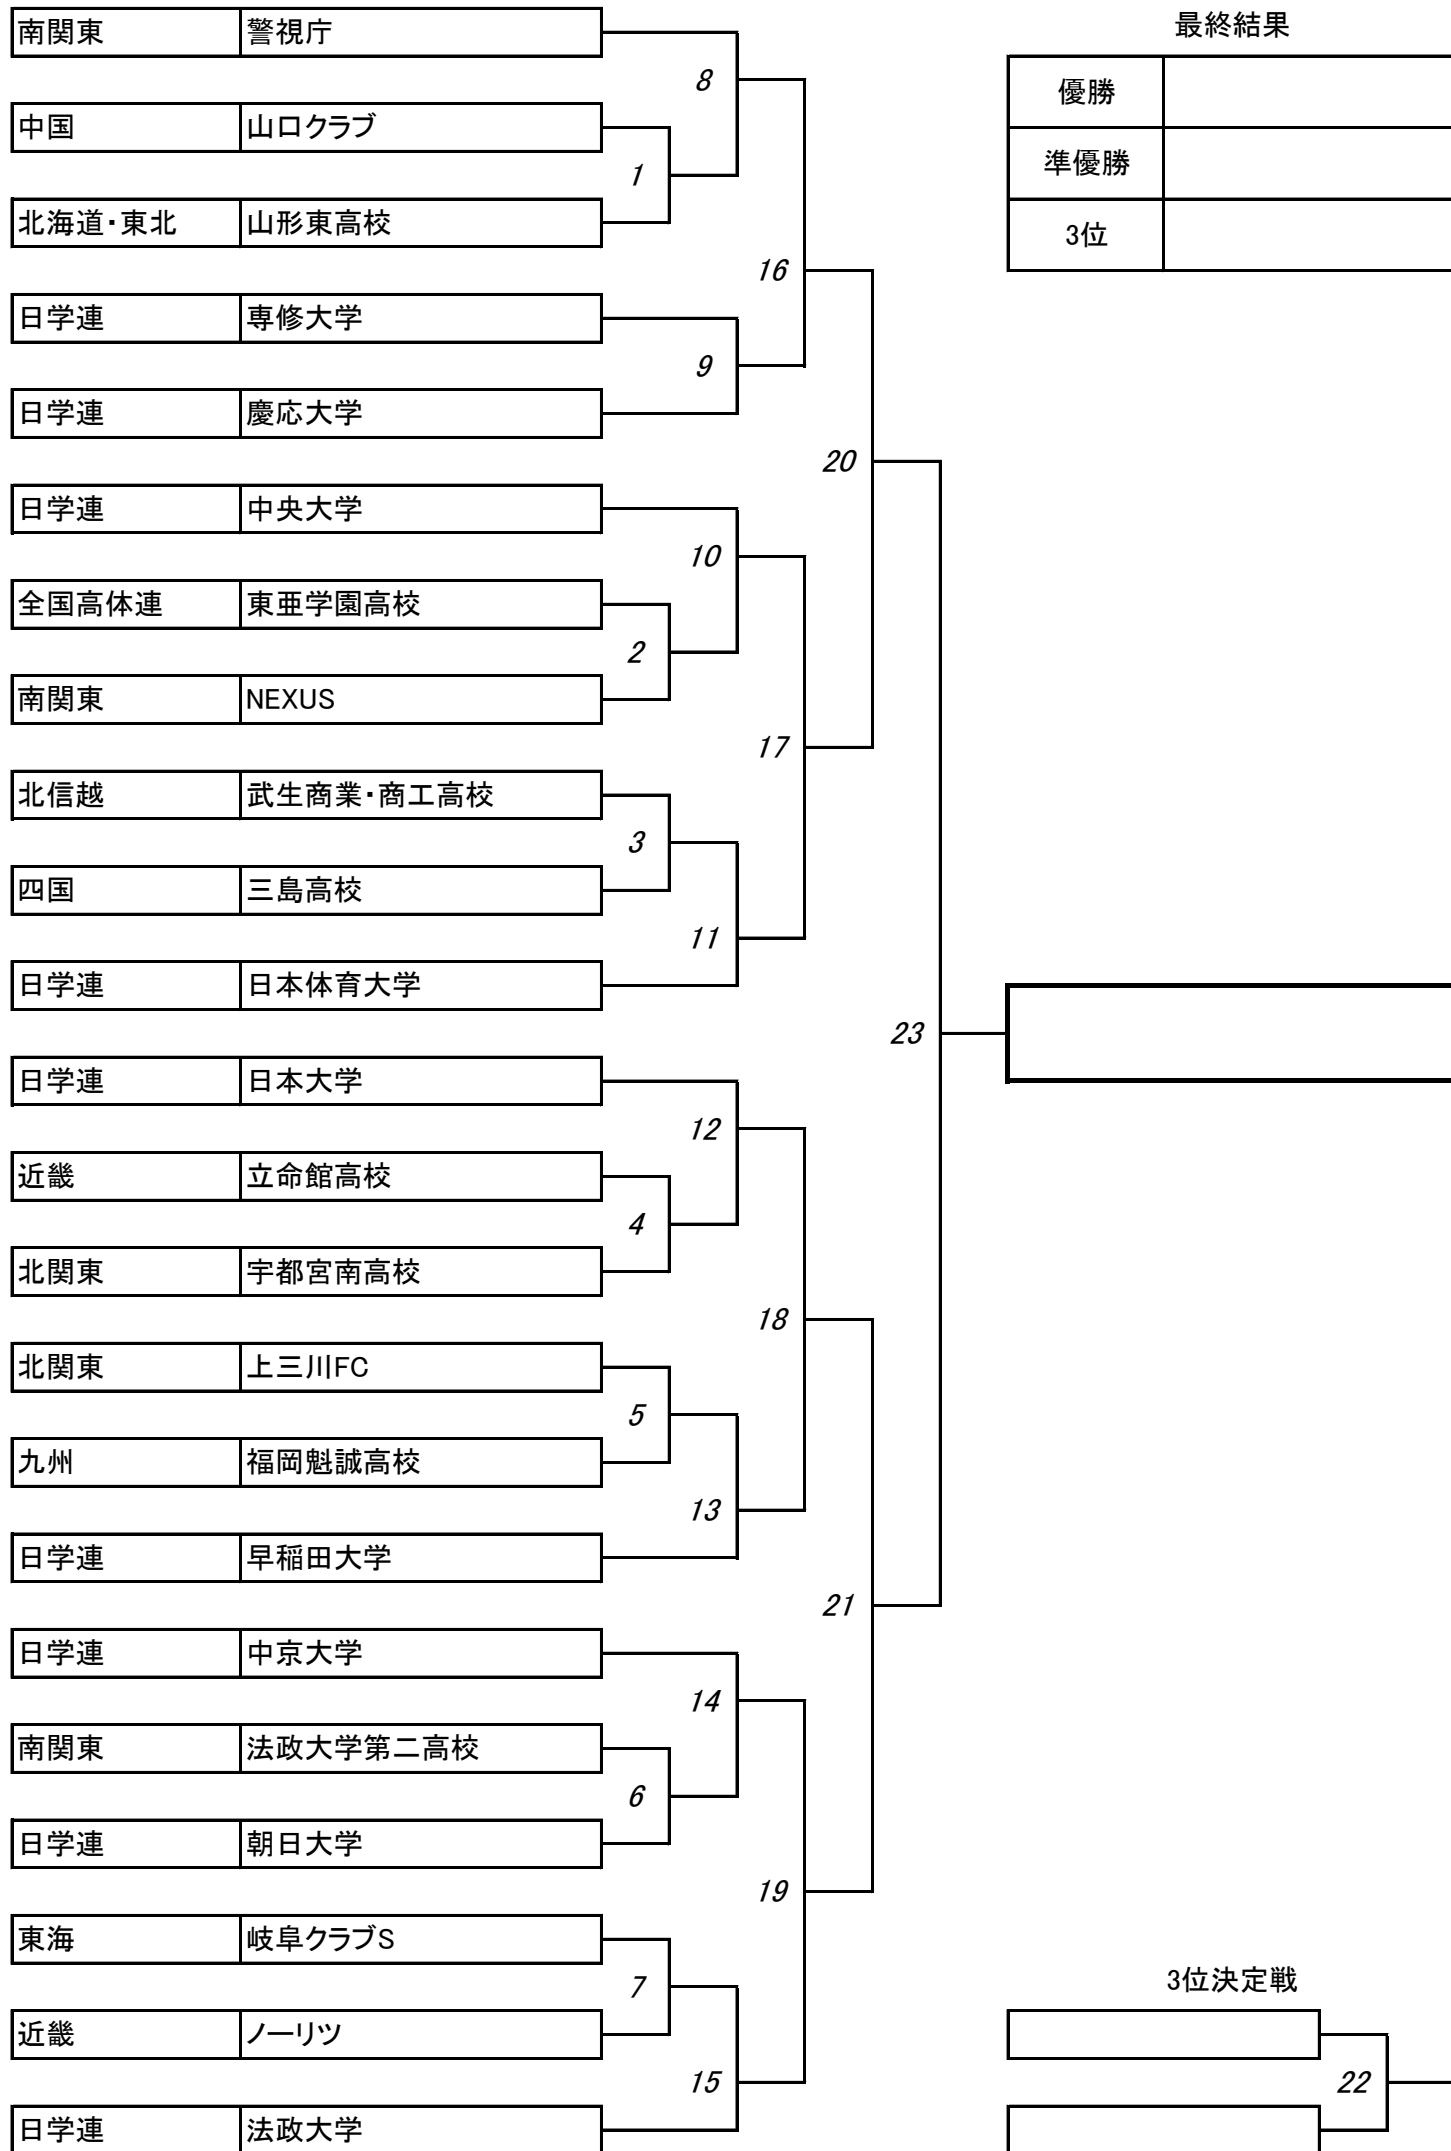 南関東 警視庁
最終結果
8
優勝
中国 山口クラブ
準優勝
1
北海道・東北 山形東高校
3位
16
日学連 専修大学
9
日学連 慶応大学
20
日学連 中央大学
10
全国高体連 東亜学園高校
2
南関東 NEXUS
17
北信越 武生商業・商工高校
3
四国 三島高校
11
日学連 日本体育大学
23
日学連 日本大学
12
近畿 立命館高校
4
北関東 宇都宮南高校
18
北関東 上三川FC
5
九州 福岡魁誠高校
13
日学連 早稲田大学
21
日学連 中京大学
14
南関東 法政大学第二高校
6
日学連 朝日大学
19
東海 岐阜クラブS
3位決定戦
7
近畿 ノーリツ
15
22
日学連 法政大学